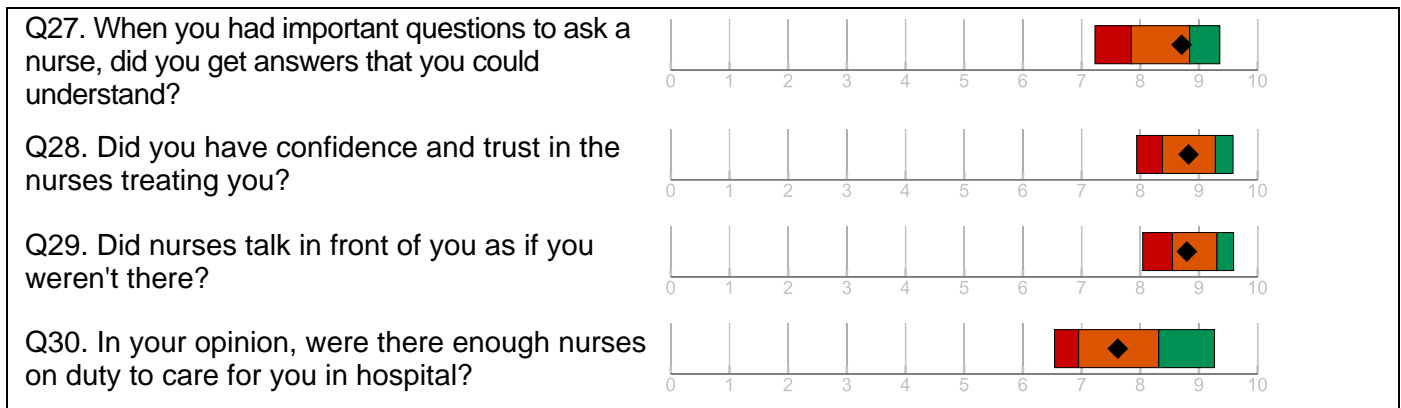 Q27. When you had important questions to ask a
nurse, did you get answers that you could
understand?
0 1 2 3 4 5 6 7 8 9 10
Q28. Did you have confidence and trust in the
nurses treating you?
0 1 2 3 4 5 6 7 8 9 10
Q29. Did nurses talk in front of you as if you
weren't there?
0 1 2 3 4 5 6 7 8 9 10
Q30. In your opinion, were there enough nurses
on duty to care for you in hospital?
0 1 2 3 4 5 6 7 8 9 10